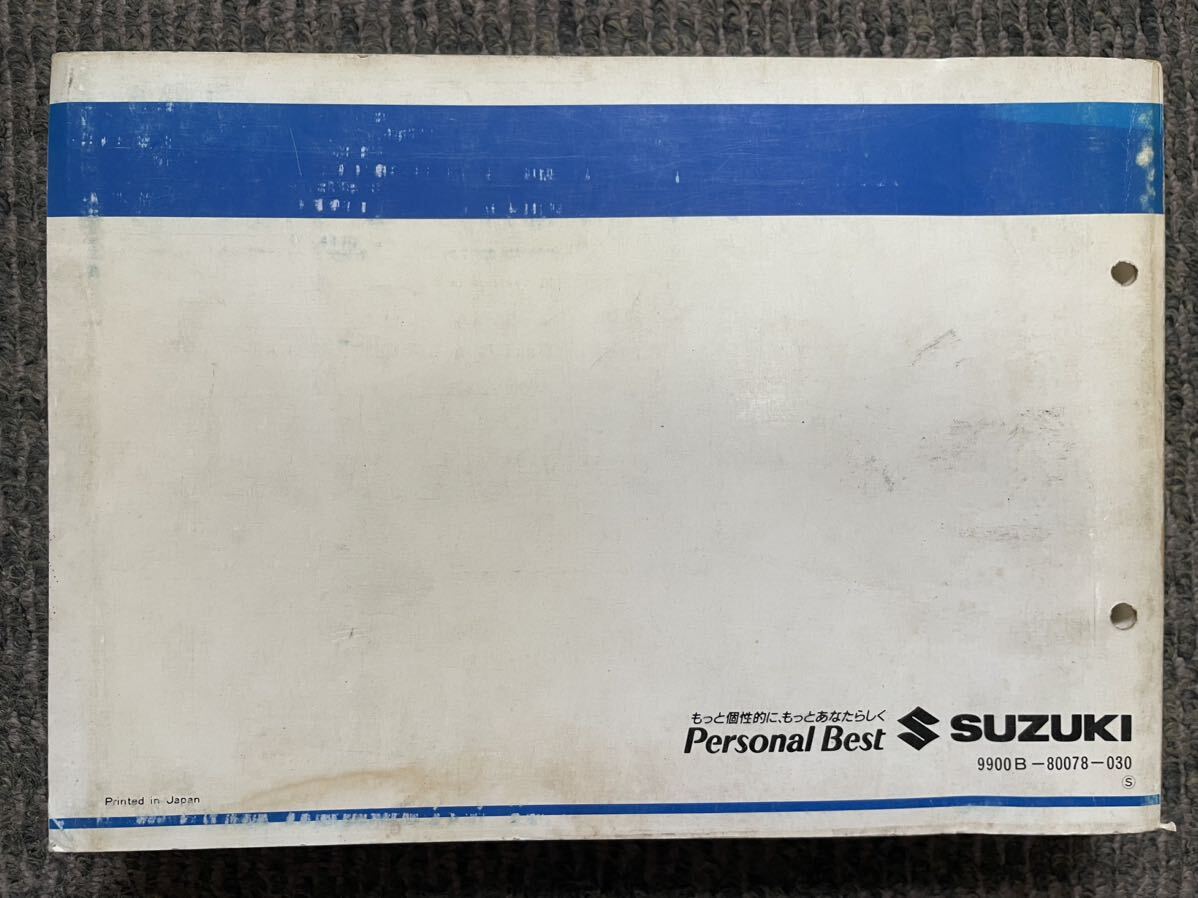 もっと個性的に、もっとあなたらしく
Personal Best
SUZUKI
9900B-80078-030
Ⓢ
Printed in Japan